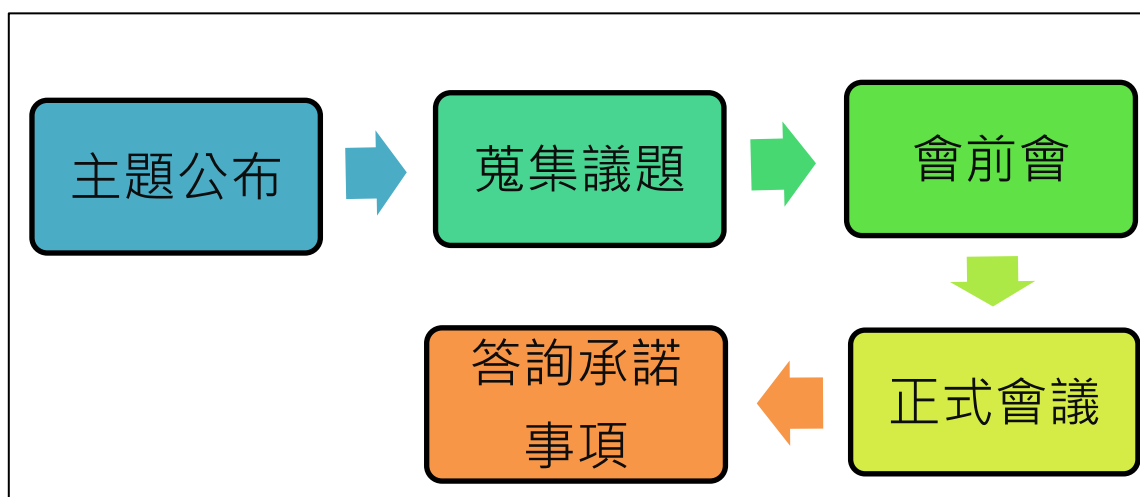 主題公布
蒐集議題
會前會
正式會議
答詢承諾
事項